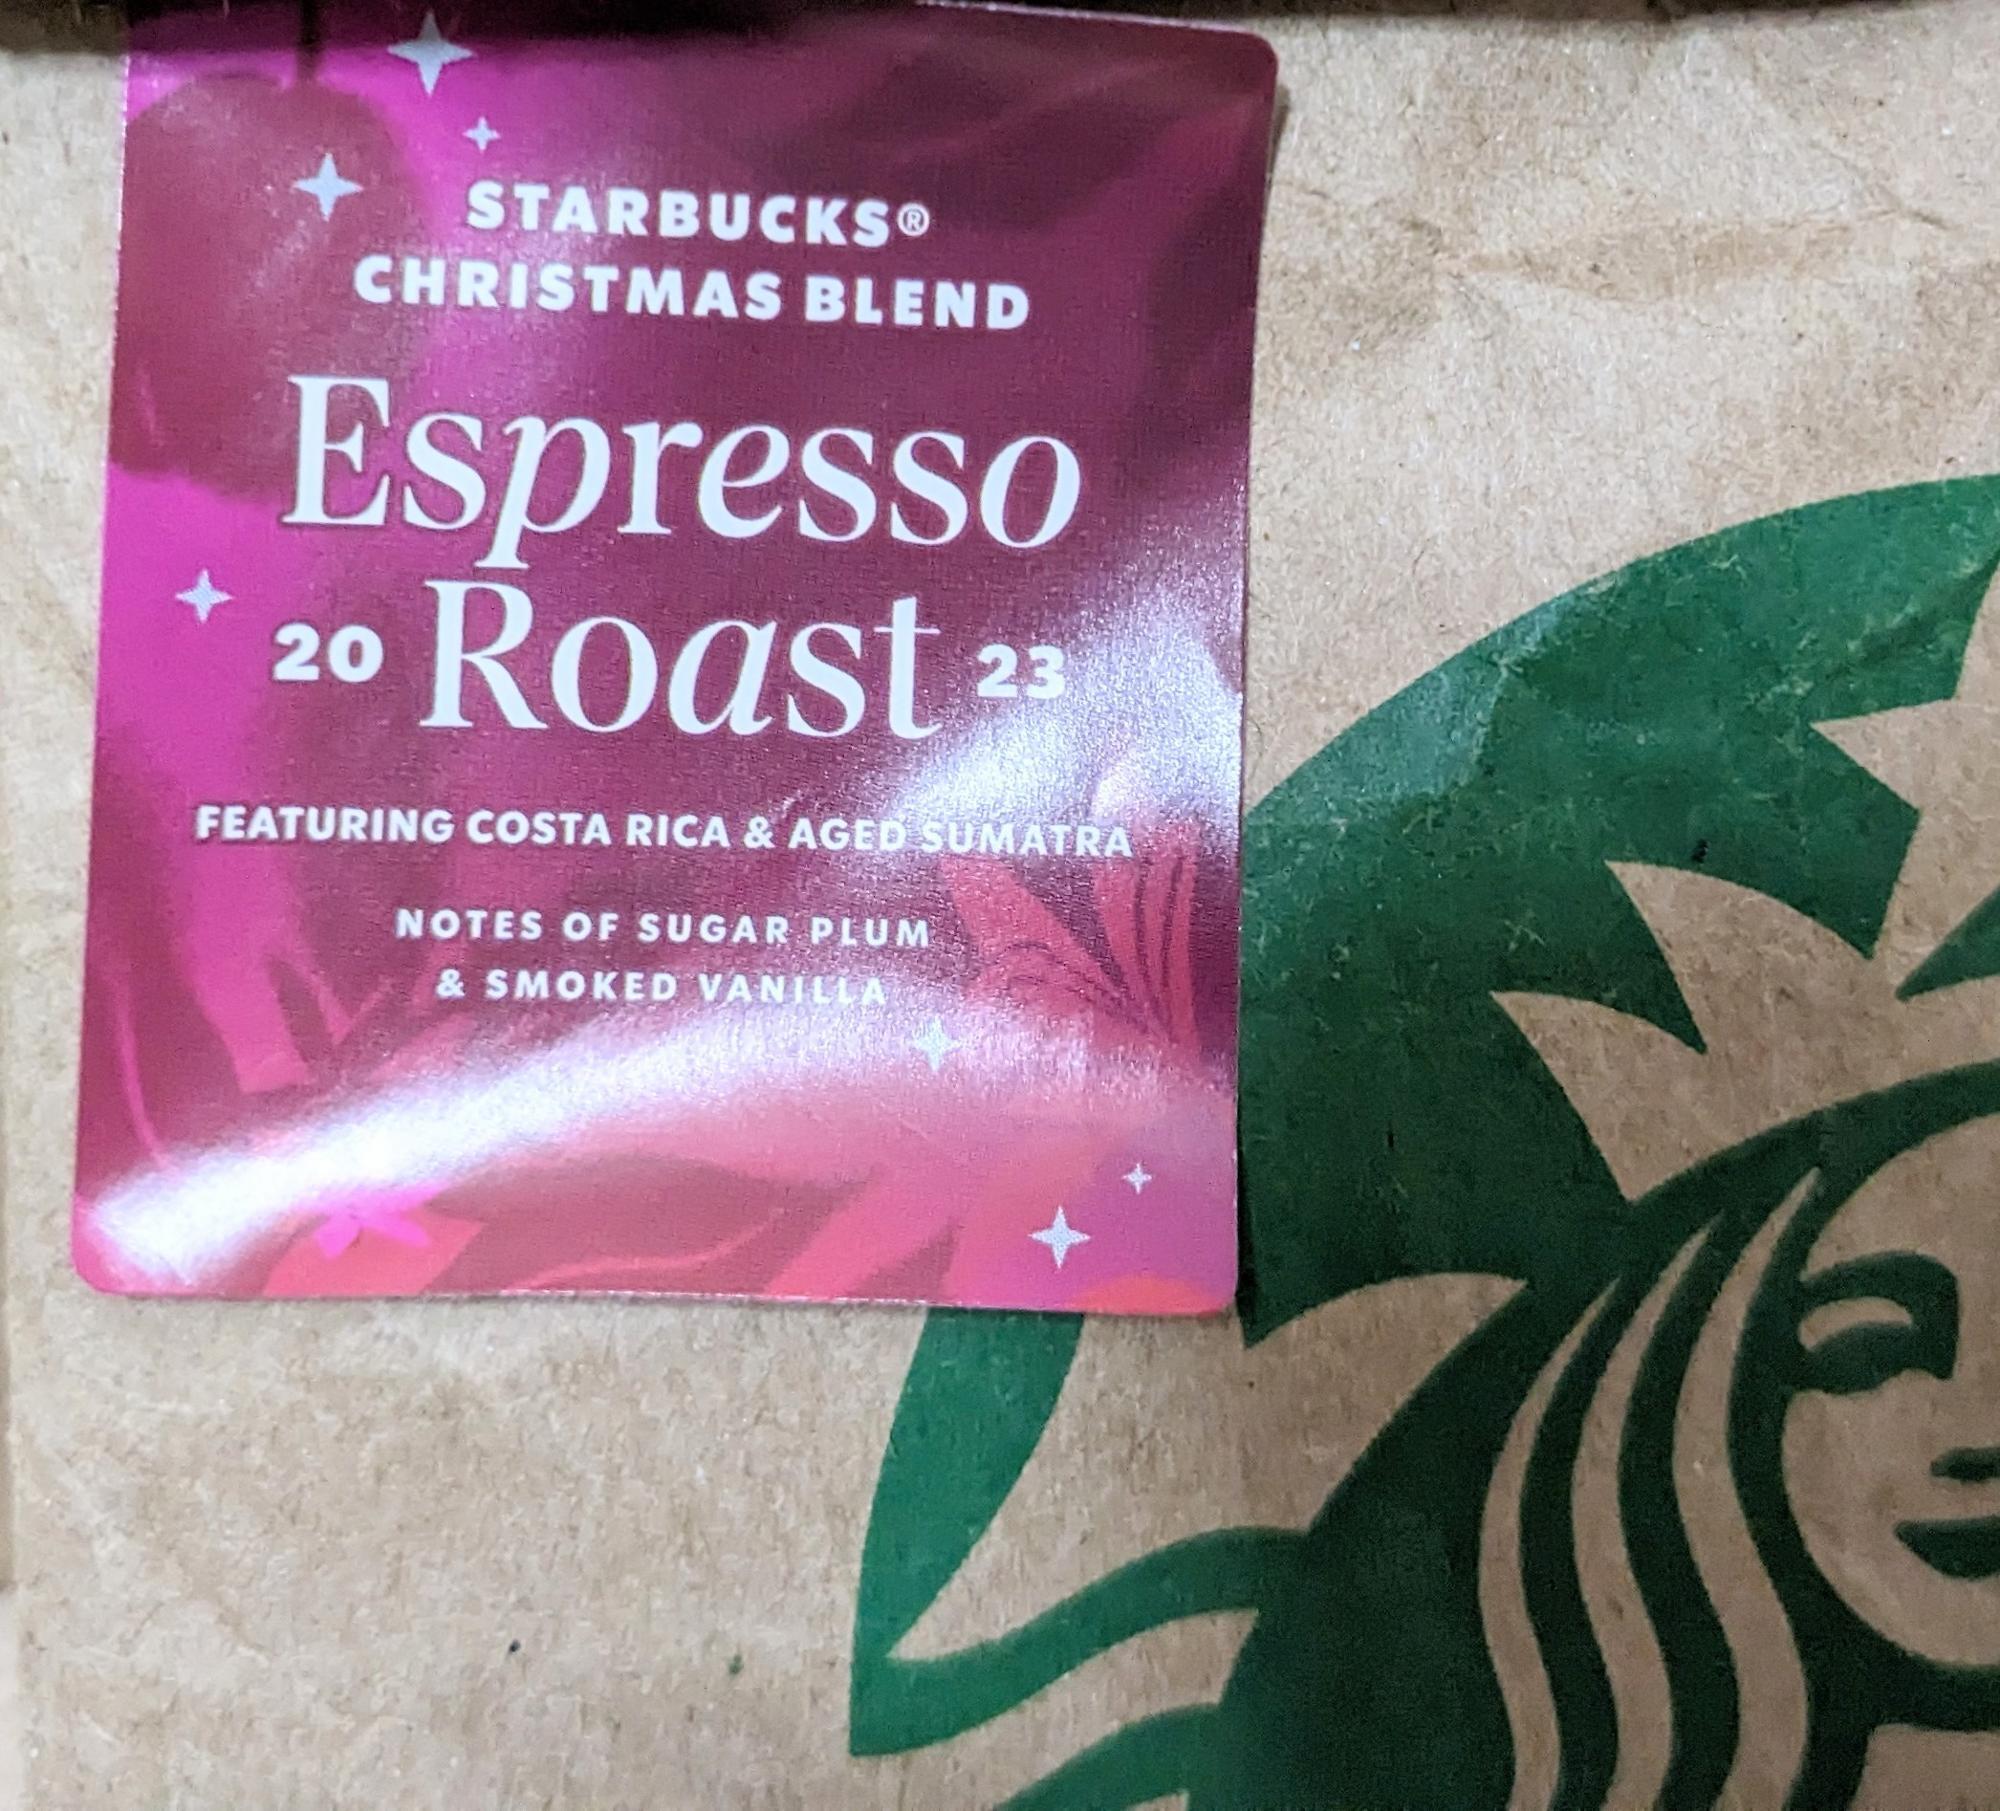 STARBUCKS®
CHRISTMAS BLEND
Espresso
20 Roast 23
FEATURING COSTA RICA & AGED SUMATRA
NOTES OF SUGAR PLUM
& SMOKED VANILLA